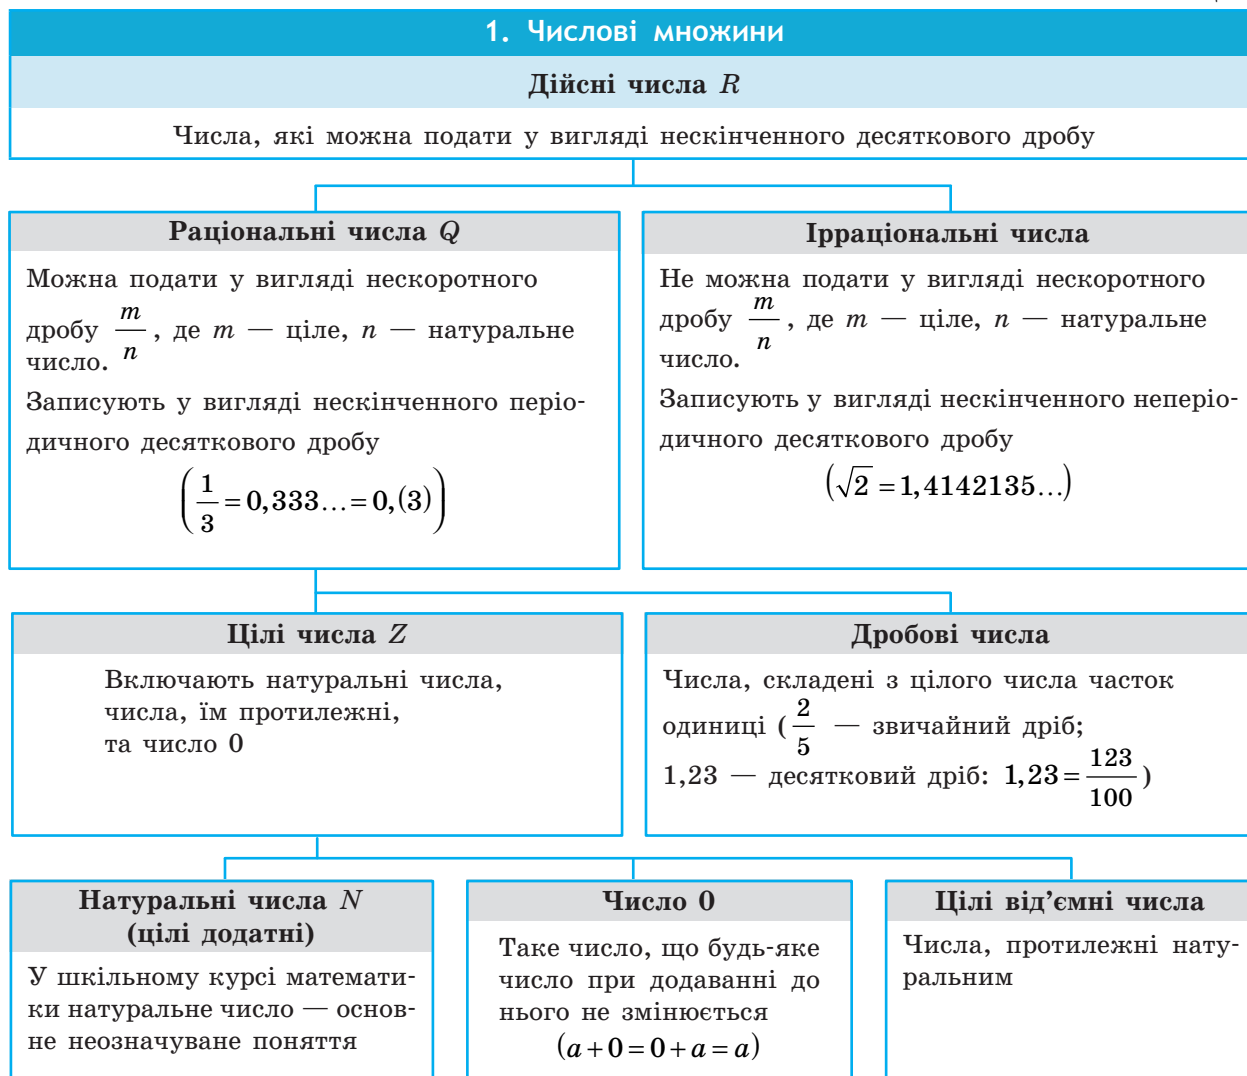 1. Числові множини
Дійсні числа R
Числа, які можна подати у вигляді нескінченного десяткового дробу
Раціональні числа Q
Можна подати у вигляді нескоротного
дробу m/n, де m — ціле, n — натуральне
число.
Записують у вигляді нескінченного періо-
дичного десяткового дробу
(1/3 = 0,333... = 0,(3))
Ірраціональні числа
Не можна подати у вигляді нескоротного
дробу m/n, де m — ціле, n — натуральне
число.
Записують у вигляді нескінченного неперіо-
дичного десяткового дробу
(√2 = 1,4142135...)
Цілі числа Z
Включають натуральні числа,
числа, їм протилежні,
та число 0
Дробові числа
Числа, складені з цілого числа часток
одиниці (2/5 — звичайний дріб;
1,23 — десятковий дріб: 1,23 = 123/100)
Натуральні числа N
(цілі додатні)
У шкільному курсі математи-
ки натуральне число — основ-
не неозначуване поняття
Число 0
Таке число, що будь-яке
число при додаванні до
нього не змінюється
(a + 0 = 0 + a = a)
Цілі від’ємні числа
Числа, протилежні нату-
ральним